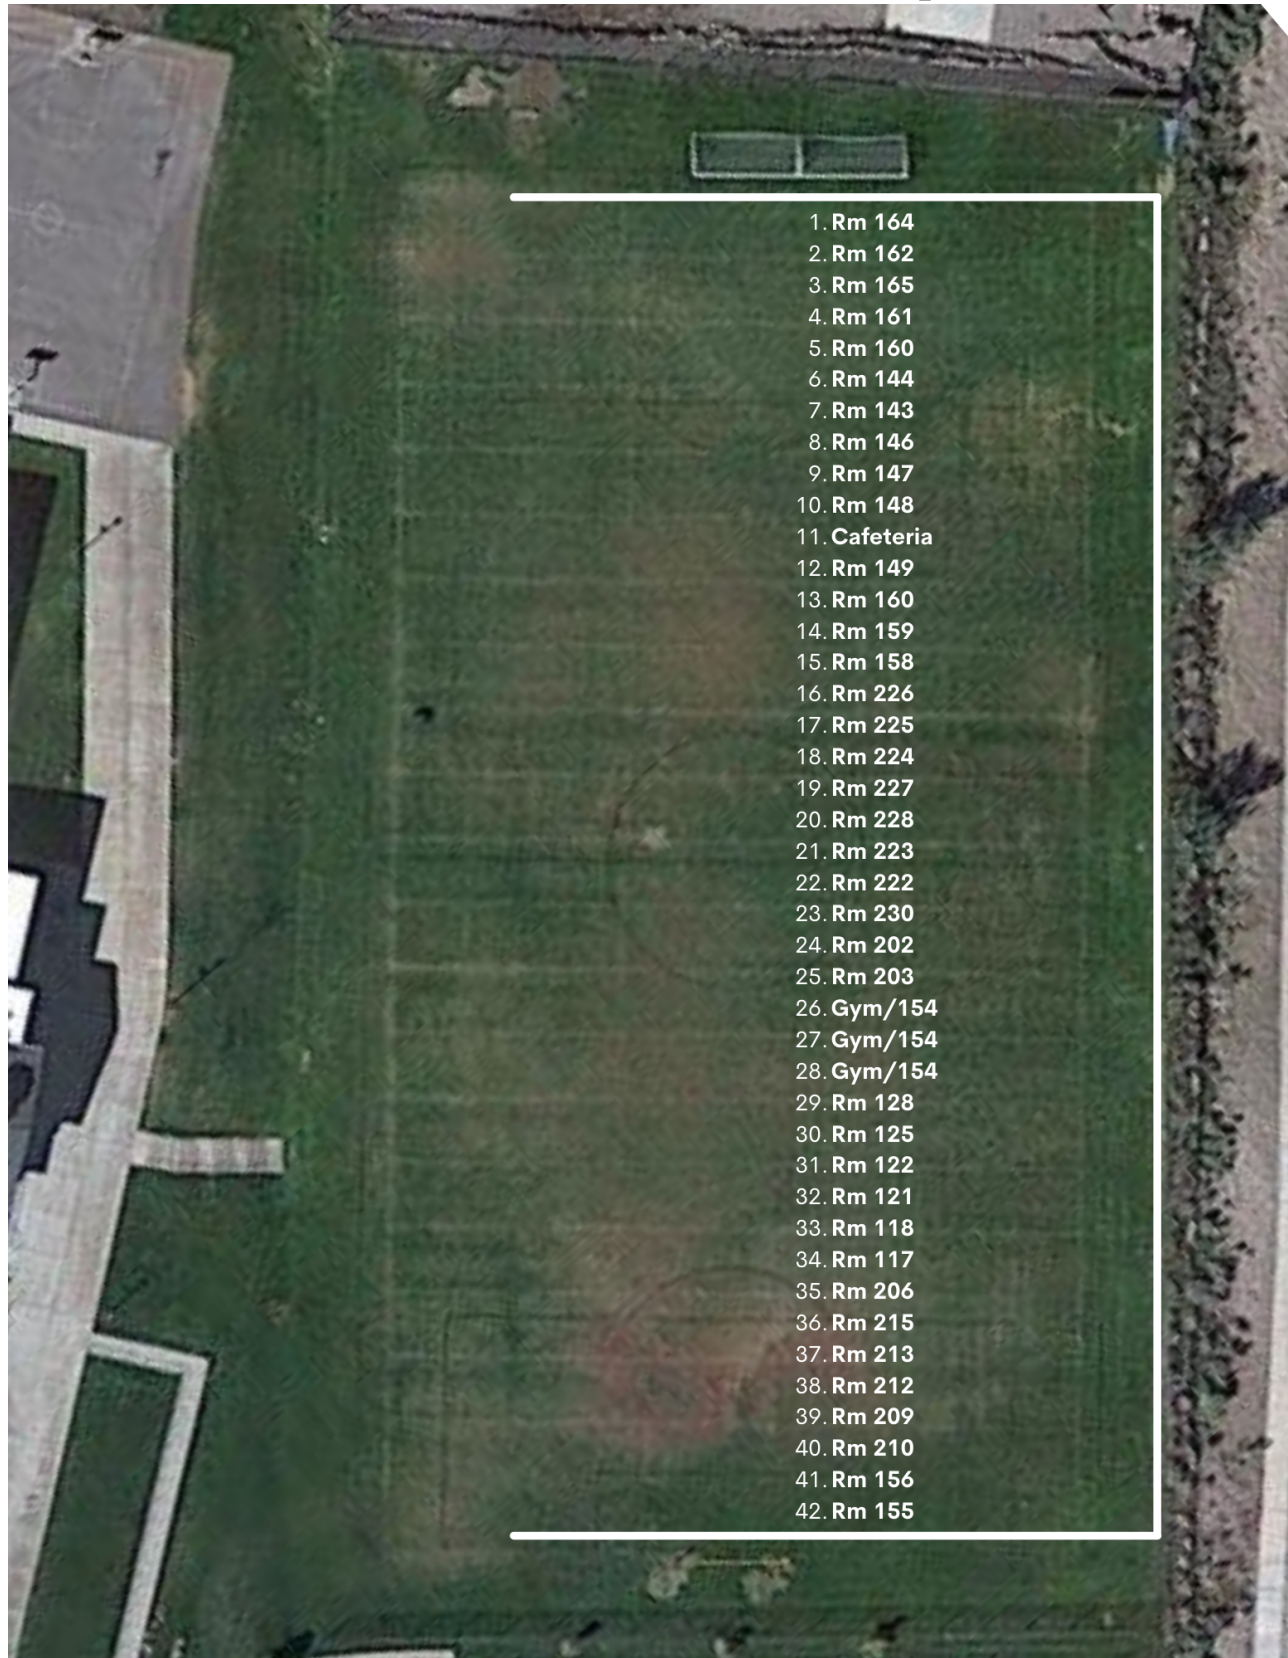 1. Rm 164
2. Rm 162
3. Rm 165
4. Rm 161
5. Rm 160
6. Rm 144
7. Rm 143
8. Rm 146
9. Rm 147
10. Rm 148
11. Cafeteria
12. Rm 149
13. Rm 160
14. Rm 159
15. Rm 158
16. Rm 226
17. Rm 225
18. Rm 224
19. Rm 227
20. Rm 228
21. Rm 223
22. Rm 222
23. Rm 230
24. Rm 202
25. Rm 203
26. Gym/154
27. Gym/154
28. Gym/154
29. Rm 128
30. Rm 125
31. Rm 122
32. Rm 121
33. Rm 118
34. Rm 117
35. Rm 206
36. Rm 215
37. Rm 213
38. Rm 212
39. Rm 209
40. Rm 210
41. Rm 156
42. Rm 155